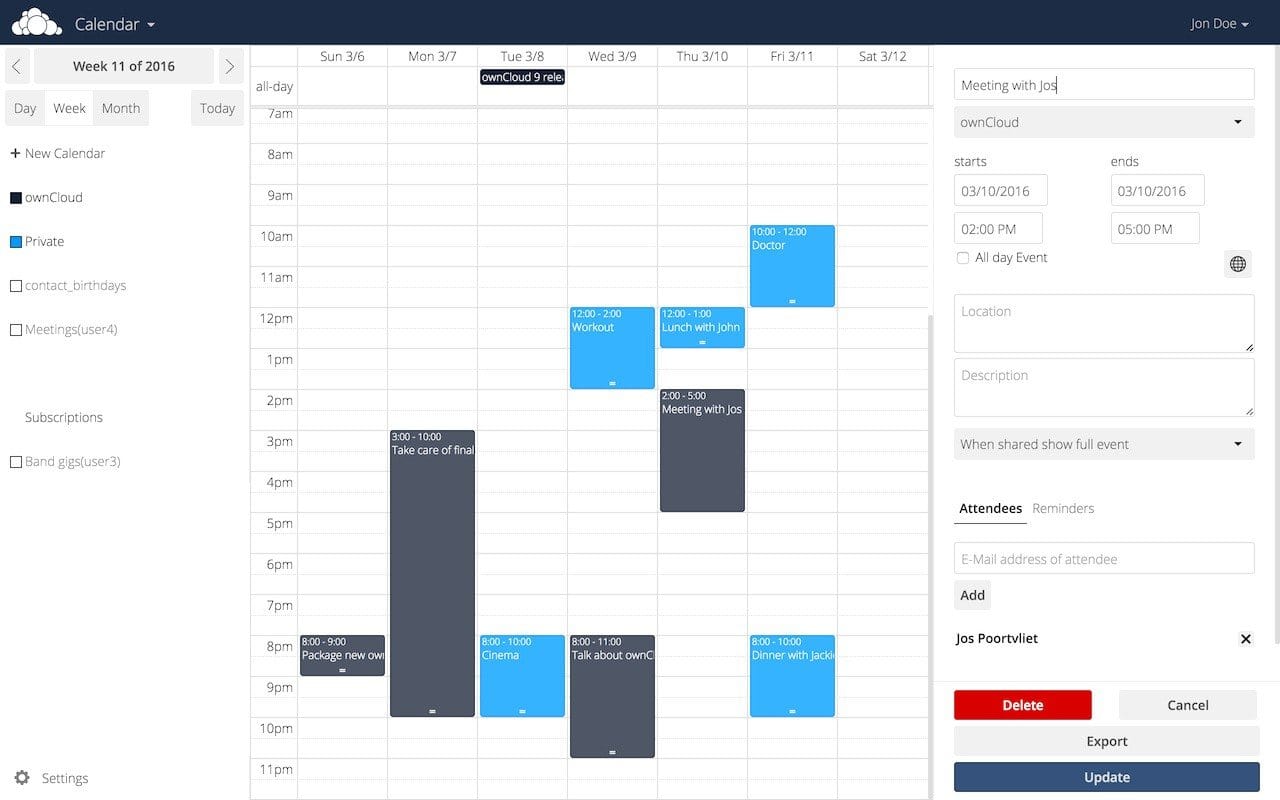 Calendar
Jon Doe
Week 11 of 2016
Day Week Month Today
+ New Calendar
ownCloud
Private
contact_birthdays
Meetings(user4)
Subscriptions
Band gigs(user3)
Settings
Sun 3/6 Mon 3/7 Tue 3/8 Wed 3/9 Thu 3/10 Fri 3/11 Sat 3/12
all-day
ownCloud 9 rele
7am
8am
9am
10am
11am
12pm
1pm
2pm
3pm
4pm
5pm
6pm
7pm
8pm
9pm
10pm
11pm
8:00 - 9:00
Package new ow
3:00 - 10:00
Take care of final
8:00 - 10:00
Cinema
12:00 - 2:00
Workout
8:00 - 11:00
Talk about ownC
12:00 - 1:00
Lunch with John
2:00 - 5:00
Meeting with Jos
10:00 - 12:00
Doctor
8:00 - 10:00
Dinner with Jacki
Meeting with Jos
ownCloud
starts ends
03/10/2016 03/10/2016
02:00 PM 05:00 PM
All day Event
Location
Description
When shared show full event
Attendees Reminders
E-Mail address of attendee
Add
Jos Poortvliet
Delete Cancel
Export
Update